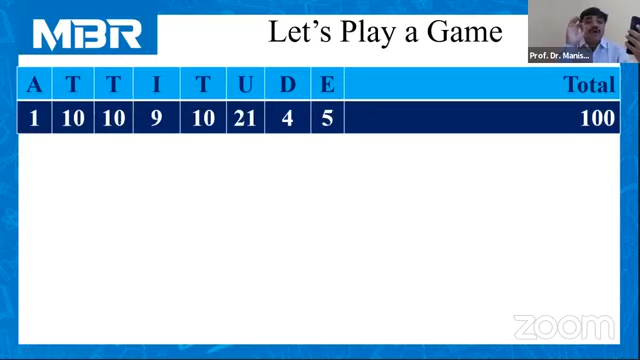 MBR
Let's Play a Game
Prof. Dr. Manis...
A T T I T U D E Total
1 10 10 9 10 21 4 5 100
zoom